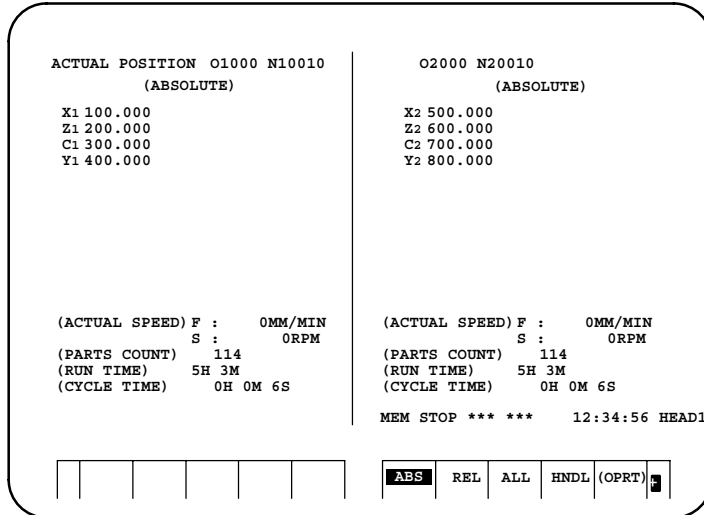 ACTUAL POSITION O1000 N10010
(ABSOLUTE)
X1 100.000
Z1 200.000
C1 300.000
Y1 400.000
(ACTUAL SPEED) F : 0MM/MIN
S : 0RPM
(PARTS COUNT) 114
(RUN TIME) 5H 3M
(CYCLE TIME) 0H 0M 6S
O2000 N20010
(ABSOLUTE)
X2 500.000
Z2 600.000
C2 700.000
Y2 800.000
(ACTUAL SPEED) F : 0MM/MIN
S : 0RPM
(PARTS COUNT) 114
(RUN TIME) 5H 3M
(CYCLE TIME) 0H 0M 6S
MEM STOP *** *** 12:34:56 HEAD1
ABS REL ALL HNDL (OPRT) +